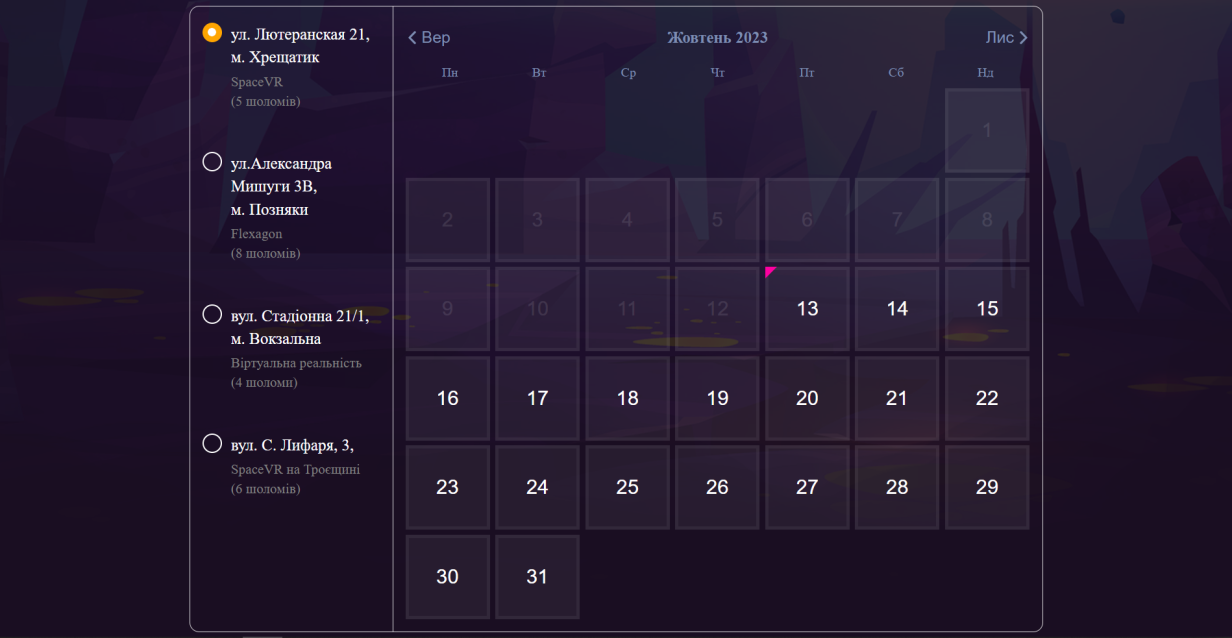 ул. Лютеранская 21,
м. Хрещатик
SpaceVR
(5 шоломів)
ул.Александра
Мишуги 3В,
м. Позняки
Flexagon
(8 шоломів)
вул. Стадіонна 21/1,
м. Вокзальна
Віртуальна реальність
(4 шоломи)
вул. С. Лифаря, 3,
SpaceVR на Троєщині
(6 шоломів)
Вер Жовтень 2023 Лис
Пн Вт Ср Чт Пт Сб Нд
1
2 3 4 5 6 7 8
9 10 11 12 13 14 15
16 17 18 19 20 21 22
23 24 25 26 27 28 29
30 31